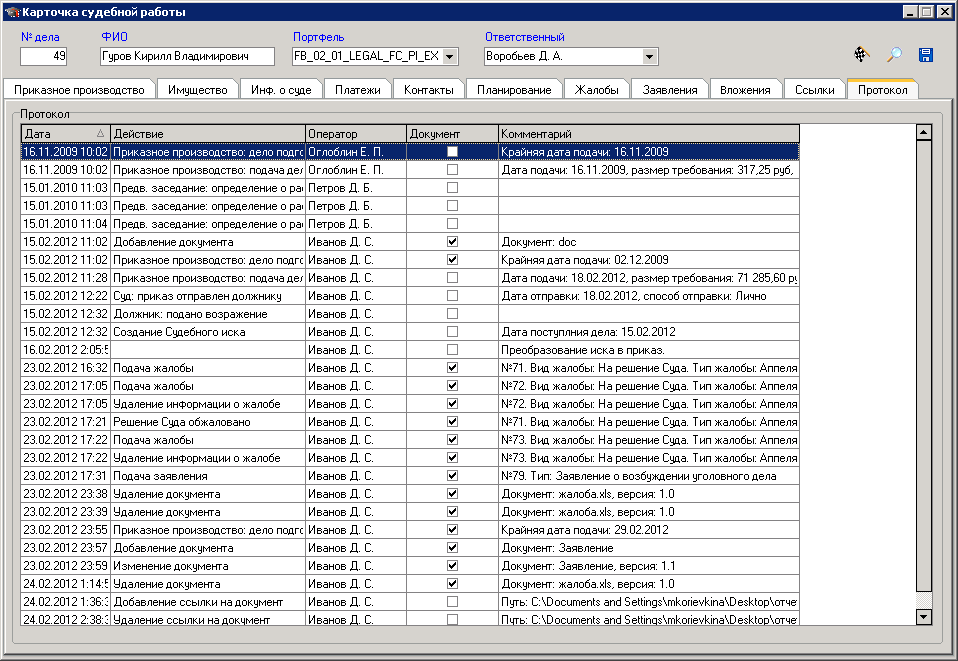 Карточка судебной работы
№ дела ФИО Портфель Ответственный
49 Гуров Кирилл Владимирович FB_02_01_LEGAL_FC_PI_EX Воробьев Д. А.
Приказное производство Имущество Инф. о суде Платежи Контакты Планирование Жалобы Заявления Вложения Ссылки Протокол
Протокол
Дата Действие Оператор Документ Комментарий
16.11.2009 10:02 Приказное производство: дело подго Оглоблин Е. П. Крайняя дата подачи: 16.11.2009
16.11.2009 10:02 Приказное производство: подача дел Оглоблин Е. П. Дата подачи: 16.11.2009, размер требования: 317,25 руб,
15.01.2010 11:03 Предв. заседание: определение о ра Петров Д. Б.
15.01.2010 11:03 Предв. заседание: определение о ра Петров Д. Б.
15.01.2010 11:04 Предв. заседание: определение о ра Петров Д. Б.
15.02.2012 11:02 Добавление документа Иванов Д. С. Документ: doc
15.02.2012 11:02 Приказное производство: дело подго Иванов Д. С. Крайняя дата подачи: 02.12.2009
15.02.2012 11:28 Приказное производство: подача дел Иванов Д. С. Дата подачи: 18.02.2012, размер требования: 71 285,60 ру
15.02.2012 12:22 Суд: приказ отправлен должнику Иванов Д. С. Дата отправки: 18.02.2012, способ отправки: Лично
15.02.2012 12:32 Должник: подано возражение Иванов Д. С.
15.02.2012 12:32 Создание Судебного иска Иванов Д. С. Дата поступлния дела: 15.02.2012
16.02.2012 2:05:5 Иванов Д. С. Преобразование иска в приказ.
23.02.2012 16:32 Подача жалобы Иванов Д. С. №71. Вид жалобы: На решение Суда. Тип жалобы: Аппеля
23.02.2012 17:05 Подача жалобы Иванов Д. С. №72. Вид жалобы: На решение Суда. Тип жалобы: Аппеля
23.02.2012 17:05 Удаление информации о жалобе Иванов Д. С. №72. Вид жалобы: На решение Суда. Тип жалобы: Аппеля
23.02.2012 17:21 Решение Суда обжаловано Иванов Д. С. №71. Вид жалобы: На решение Суда. Тип жалобы: Аппеля
23.02.2012 17:22 Подача жалобы Иванов Д. С. №73. Вид жалобы: На решение Суда. Тип жалобы: Аппеля
23.02.2012 17:22 Удаление информации о жалобе Иванов Д. С. №73. Вид жалобы: На решение Суда. Тип жалобы: Аппеля
23.02.2012 17:31 Подача заявления Иванов Д. С. №79. Тип: Заявление о возбуждении уголовного дела
23.02.2012 23:38 Удаление документа Иванов Д. С. Документ: жалоба.xls, версия: 1.0
23.02.2012 23:39 Удаление документа Иванов Д. С. Документ: жалоба.xls, версия: 1.0
23.02.2012 23:55 Приказное производство: дело подго Иванов Д. С. Крайняя дата подачи: 29.02.2012
23.02.2012 23:57 Добавление документа Иванов Д. С. Документ: Заявление
23.02.2012 23:59 Изменение документа Иванов Д. С. Документ: Заявление, версия: 1.1
24.02.2012 1:14:5 Удаление документа Иванов Д. С. Документ: жалоба.xls, версия: 1.0
24.02.2012 1:36:3 Добавление ссылки на документ Иванов Д. С. Путь: C:\Documents and Settings\mkorievkina\Desktop\отче
24.02.2012 2:38:3 Удаление ссылки на документ Иванов Д. С. Путь: C:\Documents and Settings\mkorievkina\Desktop\отче